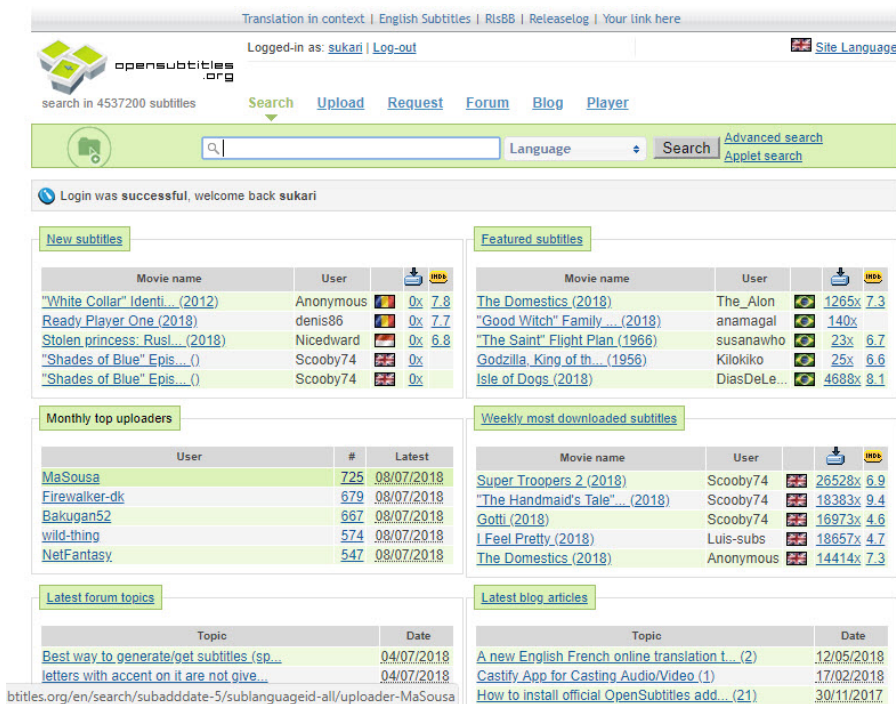 Translation in context | English Subtitles | RlsBB | Releaselog | Your link here
opensubtitles
.org
search in 4537200 subtitles
Logged-in as: sukari | Log-out
Site Language
Search Upload Request Forum Blog Player
Language
Search
Advanced search
Applet search
Login was successful, welcome back sukari
New subtitles
Movie name User IMDb
"White Collar" Identi... (2012) Anonymous 0x 7.8
Ready Player One (2018) denis86 0x 7.7
Stolen princess: Rusl... (2018) Nicedward 0x 6.8
"Shades of Blue" Epis... () Scooby74 0x
"Shades of Blue" Epis... () Scooby74 0x
Featured subtitles
Movie name User IMDb
The Domestics (2018) The_Alon 1265x 7.3
"Good Witch" Family ... (2018) anamagal 140x
"The Saint" Flight Plan (1966) susanawho 23x 6.7
Godzilla, King of th... (1956) Kilokiko 25x 6.6
Isle of Dogs (2018) DiasDeLe... 4688x 8.1
Monthly top uploaders
User # Latest
MaSousa 725 08/07/2018
Firewalker-dk 679 08/07/2018
Bakugan52 667 08/07/2018
wild-thing 574 08/07/2018
NetFantasy 547 08/07/2018
Weekly most downloaded subtitles
Movie name User IMDb
Super Troopers 2 (2018) Scooby74 26528x 6.9
"The Handmaid's Tale"... (2018) Scooby74 18383x 9.4
Gotti (2018) Scooby74 16973x 4.6
I Feel Pretty (2018) Luis-subs 18657x 4.7
The Domestics (2018) Anonymous 14414x 7.3
Latest forum topics
Topic Date
Best way to generate/get subtitles (sp... 04/07/2018
letters with accent on it are not give... 04/07/2018
Latest blog articles
Topic Date
A new English French online translation t... (2) 12/05/2018
Castify App for Casting Audio/Video (1) 17/02/2018
How to install official OpenSubtitles add... (21) 30/11/2017
btitles.org/en/search/subadddate-5/sublanguageid-all/uploader-MaSousa